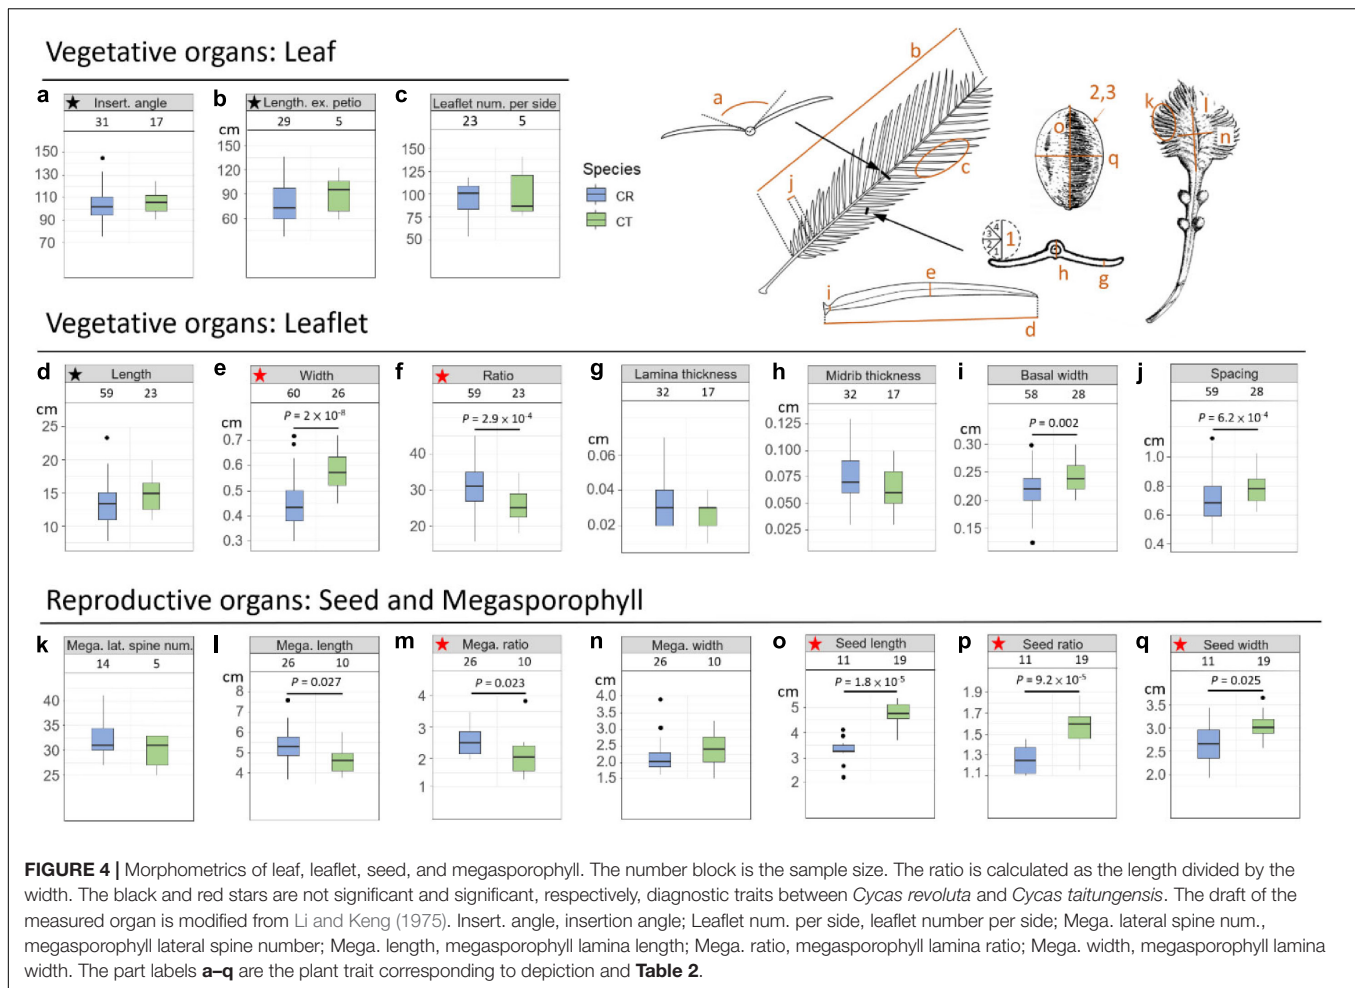 Vegetative organs: Leaf
a ★ Insert. angle
31 17
150
130
110
90
70
b ★ Length. ex. petio
cm 29 5
150
120
90
60
c Leaflet num. per side
23 5
150
125
100
75
50
Species
CR
CT
a
b
c
j
i
e
d
k
l
n
o
q
2,3
1
4
3
2
1
h
g
Vegetative organs: Leaflet
d ★ Length
59 23
cm
25
20
15
10
e ★ Width
60 26
cm
P = 2 × 10⁻⁸
0.7
0.6
0.5
0.4
0.3
f ★ Ratio
59 23
P = 2.9 × 10⁻⁴
40
30
20
g Lamina thickness
32 17
cm
0.06
0.04
0.02
h Midrib thickness
32 17
cm
0.125
0.100
0.075
0.050
0.025
i Basal width
58 28
cm
P = 0.002
0.30
0.25
0.20
0.15
j Spacing
59 28
cm
P = 6.2 × 10⁻⁴
1.0
0.8
0.6
0.4
Reproductive organs: Seed and Megasporophyll
k Mega. lat. spine num.
14 5
40
35
30
25
l Mega. length
26 10
cm
P = 0.027
8
6
5
4
m ★ Mega. ratio
26 10
P = 0.023
4
3
2
1
n Mega. width
26 10
cm
4.0
3.5
3.0
2.5
2.0
1.5
o ★ Seed length
11 19
cm
P = 1.8 × 10⁻⁵
5
4
3
2
p ★ Seed ratio
11 19
P = 9.2 × 10⁻⁵
1.9
1.7
1.5
1.3
1.1
q ★ Seed width
11 19
cm
P = 0.025
3.5
3.0
2.5
2.0
FIGURE 4 | Morphometrics of leaf, leaflet, seed, and megasporophyll. The number block is the sample size. The ratio is calculated as the length divided by the
width. The black and red stars are not significant and significant, respectively, diagnostic traits between Cycas revoluta and Cycas taitungensis. The draft of the
measured organ is modified from Li and Keng (1975). Insert. angle, insertion angle; Leaflet num. per side, leaflet number per side; Mega. lateral spine num.,
megasporophyll lateral spine number; Mega. length, megasporophyll lamina length; Mega. ratio, megasporophyll lamina ratio; Mega. width, megasporophyll lamina
width. The part labels a–q are the plant trait corresponding to depiction and Table 2.